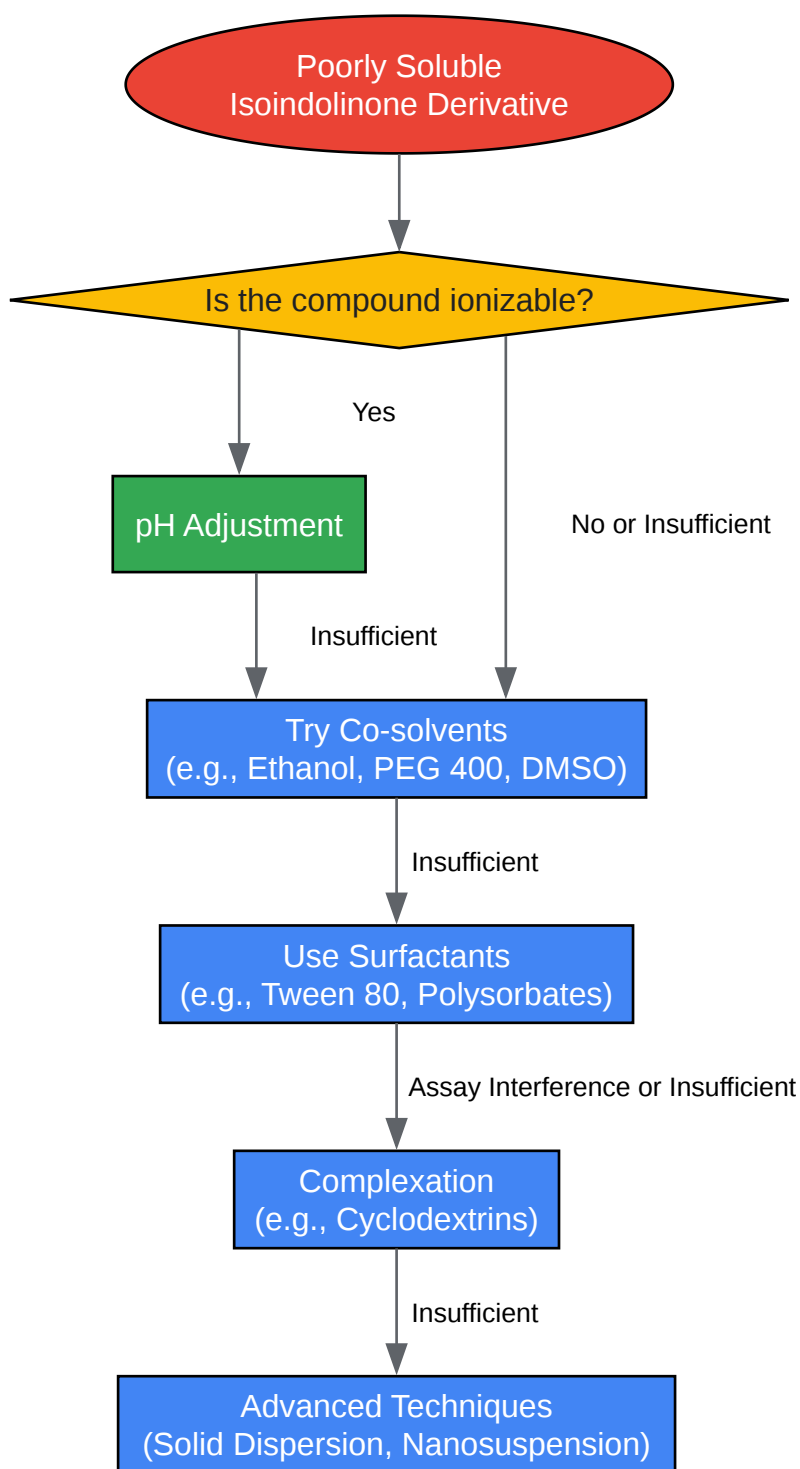 Poorly Soluble
Isoindolinone Derivative
Is the compound ionizable?
Yes
pH Adjustment
No or Insufficient
Insufficient
Try Co-solvents
(e.g., Ethanol, PEG 400, DMSO)
Insufficient
Use Surfactants
(e.g., Tween 80, Polysorbates)
Assay Interference or Insufficient
Complexation
(e.g., Cyclodextrins)
Insufficient
Advanced Techniques
(Solid Dispersion, Nanosuspension)